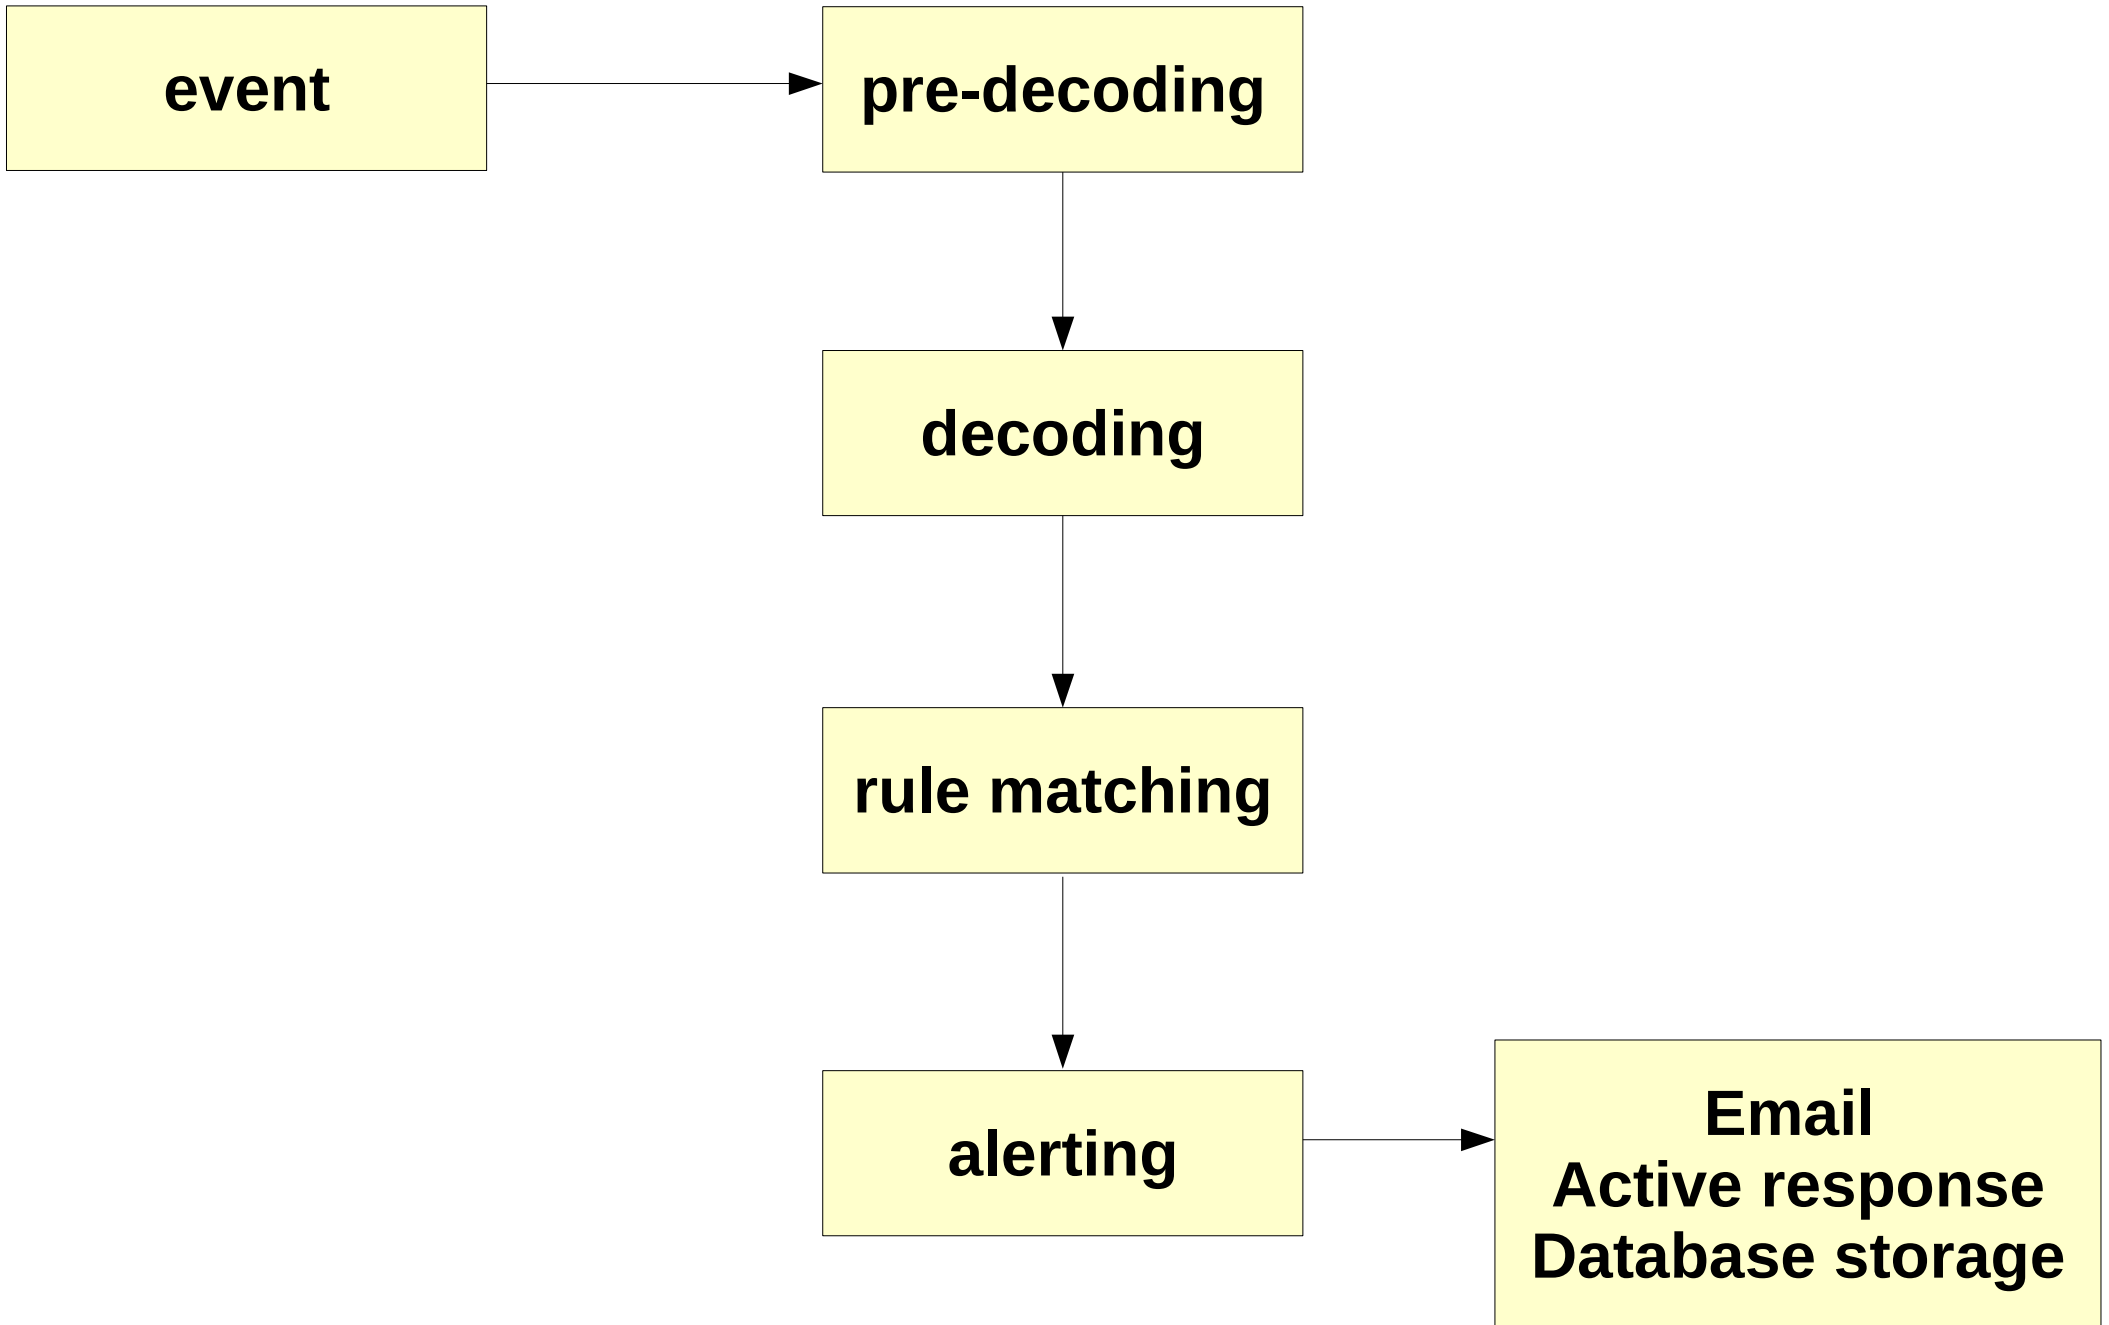 event
pre-decoding
decoding
rule matching
alerting
Email
Active response
Database storage